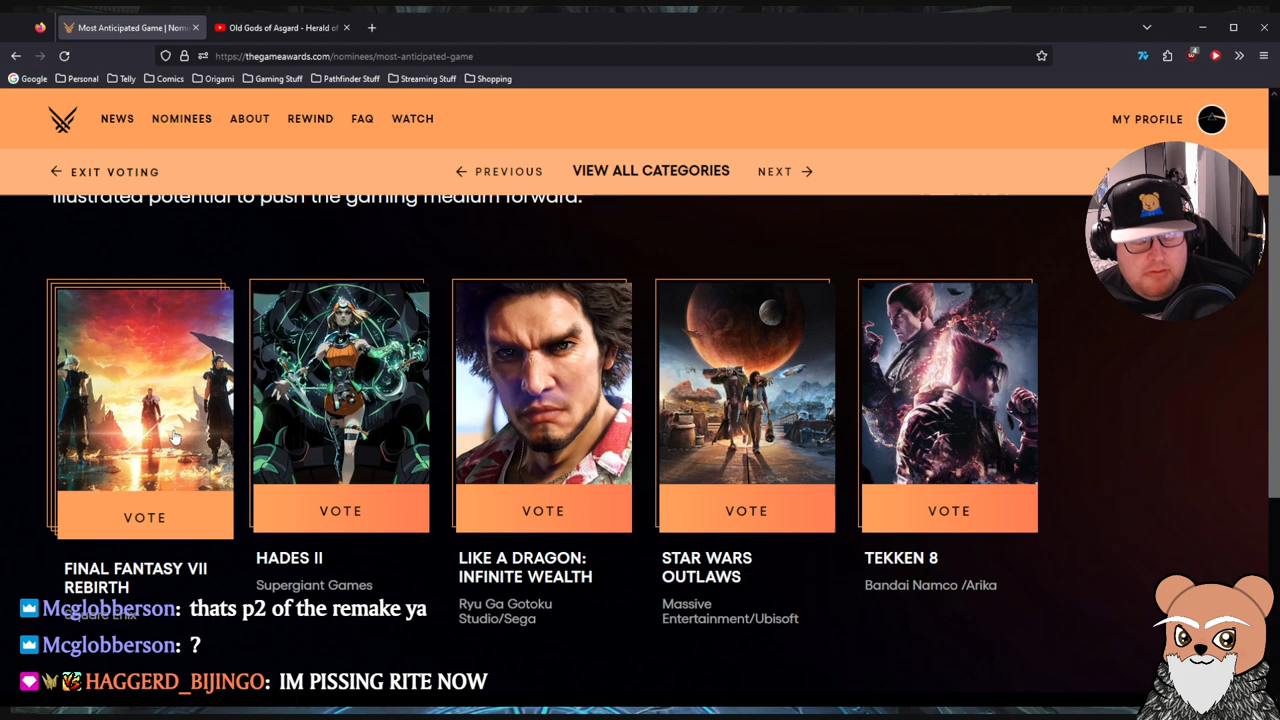 Most Anticipated Game | Nomi
Old Gods of Asgard - Herald of
https://thegameawards.com/nominees/most-anticipated-game
Google
Personal
Telly
Comics
Origami
Gaming Stuff
Pathfinder Stuff
Streaming Stuff
Shopping
NEWS
NOMINEES
ABOUT
REWIND
FAQ
WATCH
MY PROFILE
EXIT VOTING
PREVIOUS
VIEW ALL CATEGORIES
NEXT
illustrated potential to push the gaming medium forward.
VOTE
VOTE
VOTE
VOTE
VOTE
FINAL FANTASY VII
REBIRTH
Square Enix
HADES II
Supergiant Games
LIKE A DRAGON:
INFINITE WEALTH
Ryu Ga Gotoku
Studio/Sega
STAR WARS
OUTLAWS
Massive
Entertainment/Ubisoft
TEKKEN 8
Bandai Namco /Arika
Mcglobberson: thats p2 of the remake ya
Mcglobberson: ?
HAGGERD_BIJINGO: IM PISSING RITE NOW